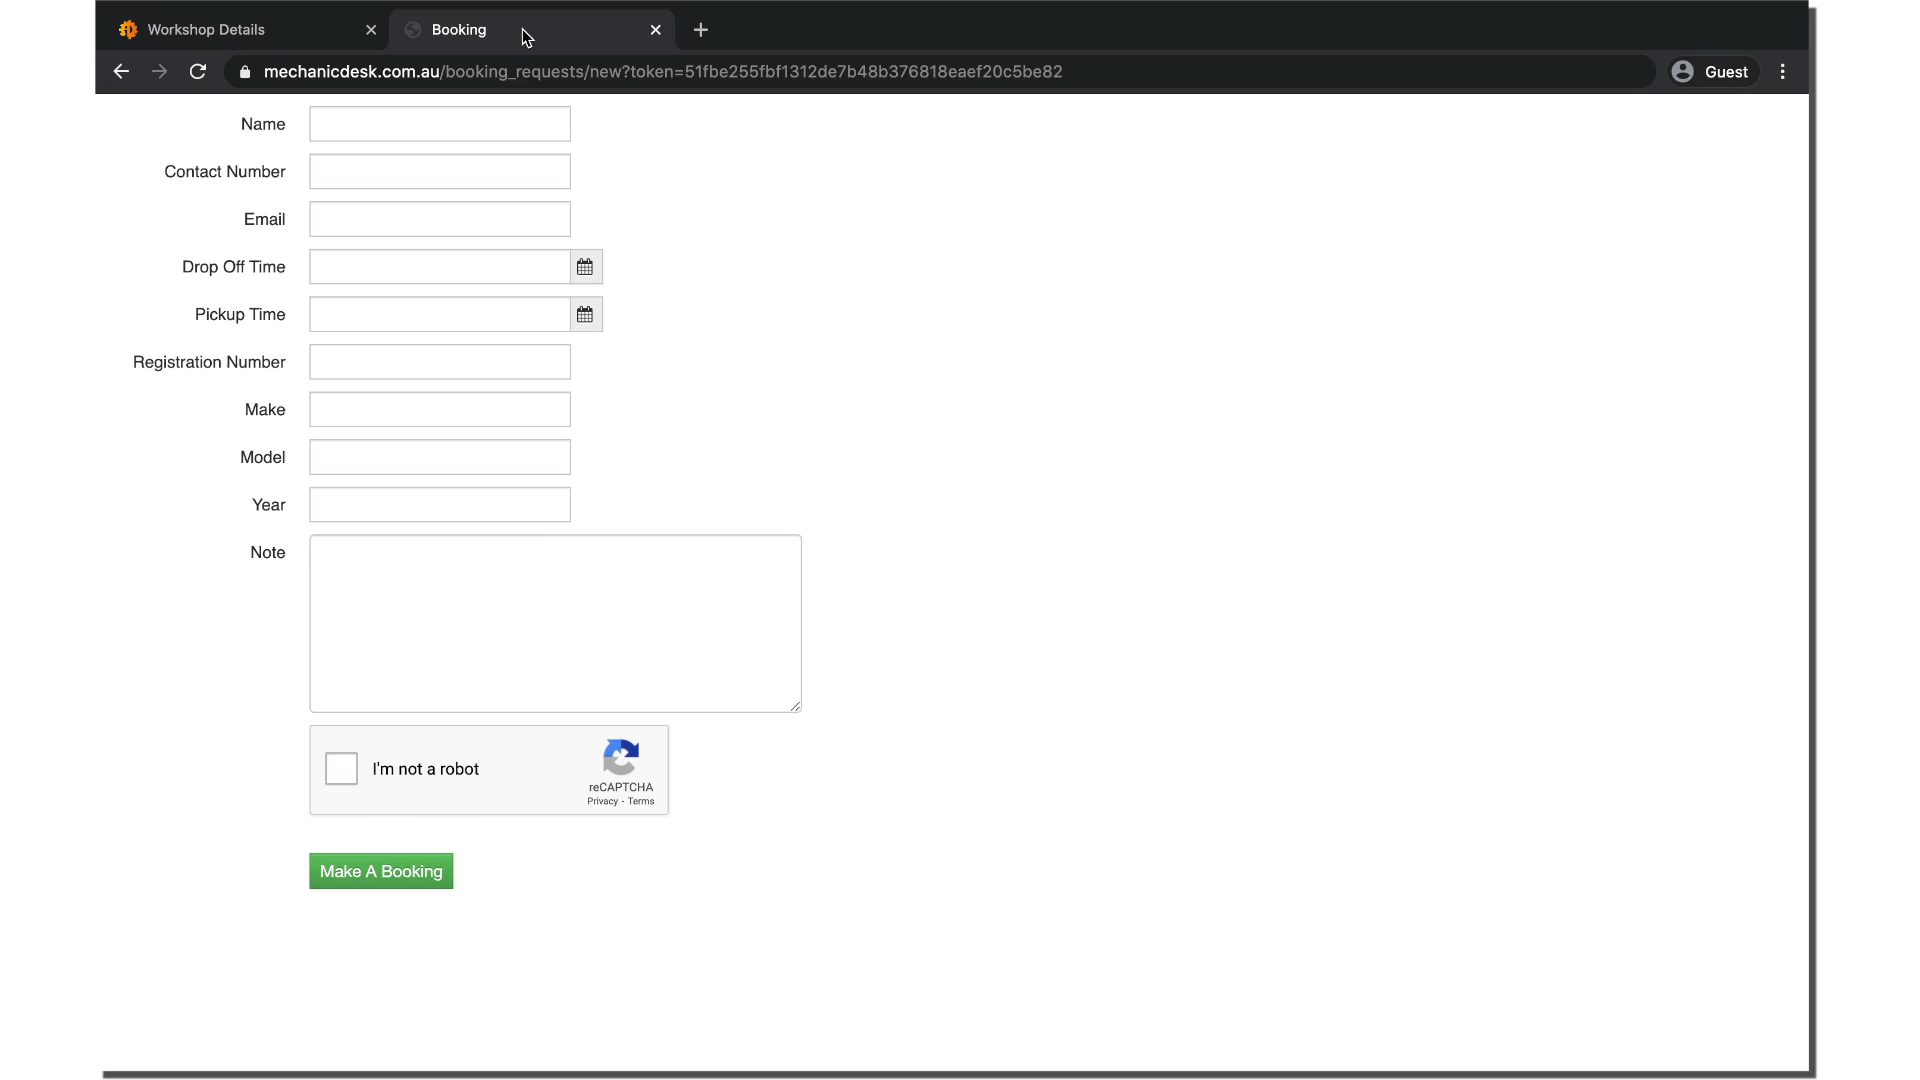 Workshop Details
Booking
mechanicdesk.com.au/booking_requests/new?token=51fbe255fbf1312de7b48b376818eaef20c5be82
Guest
Name
Contact Number
Email
Drop Off Time
Pickup Time
Registration Number
Make
Model
Year
Note
I'm not a robot
reCAPTCHA
Privacy - Terms
Make A Booking